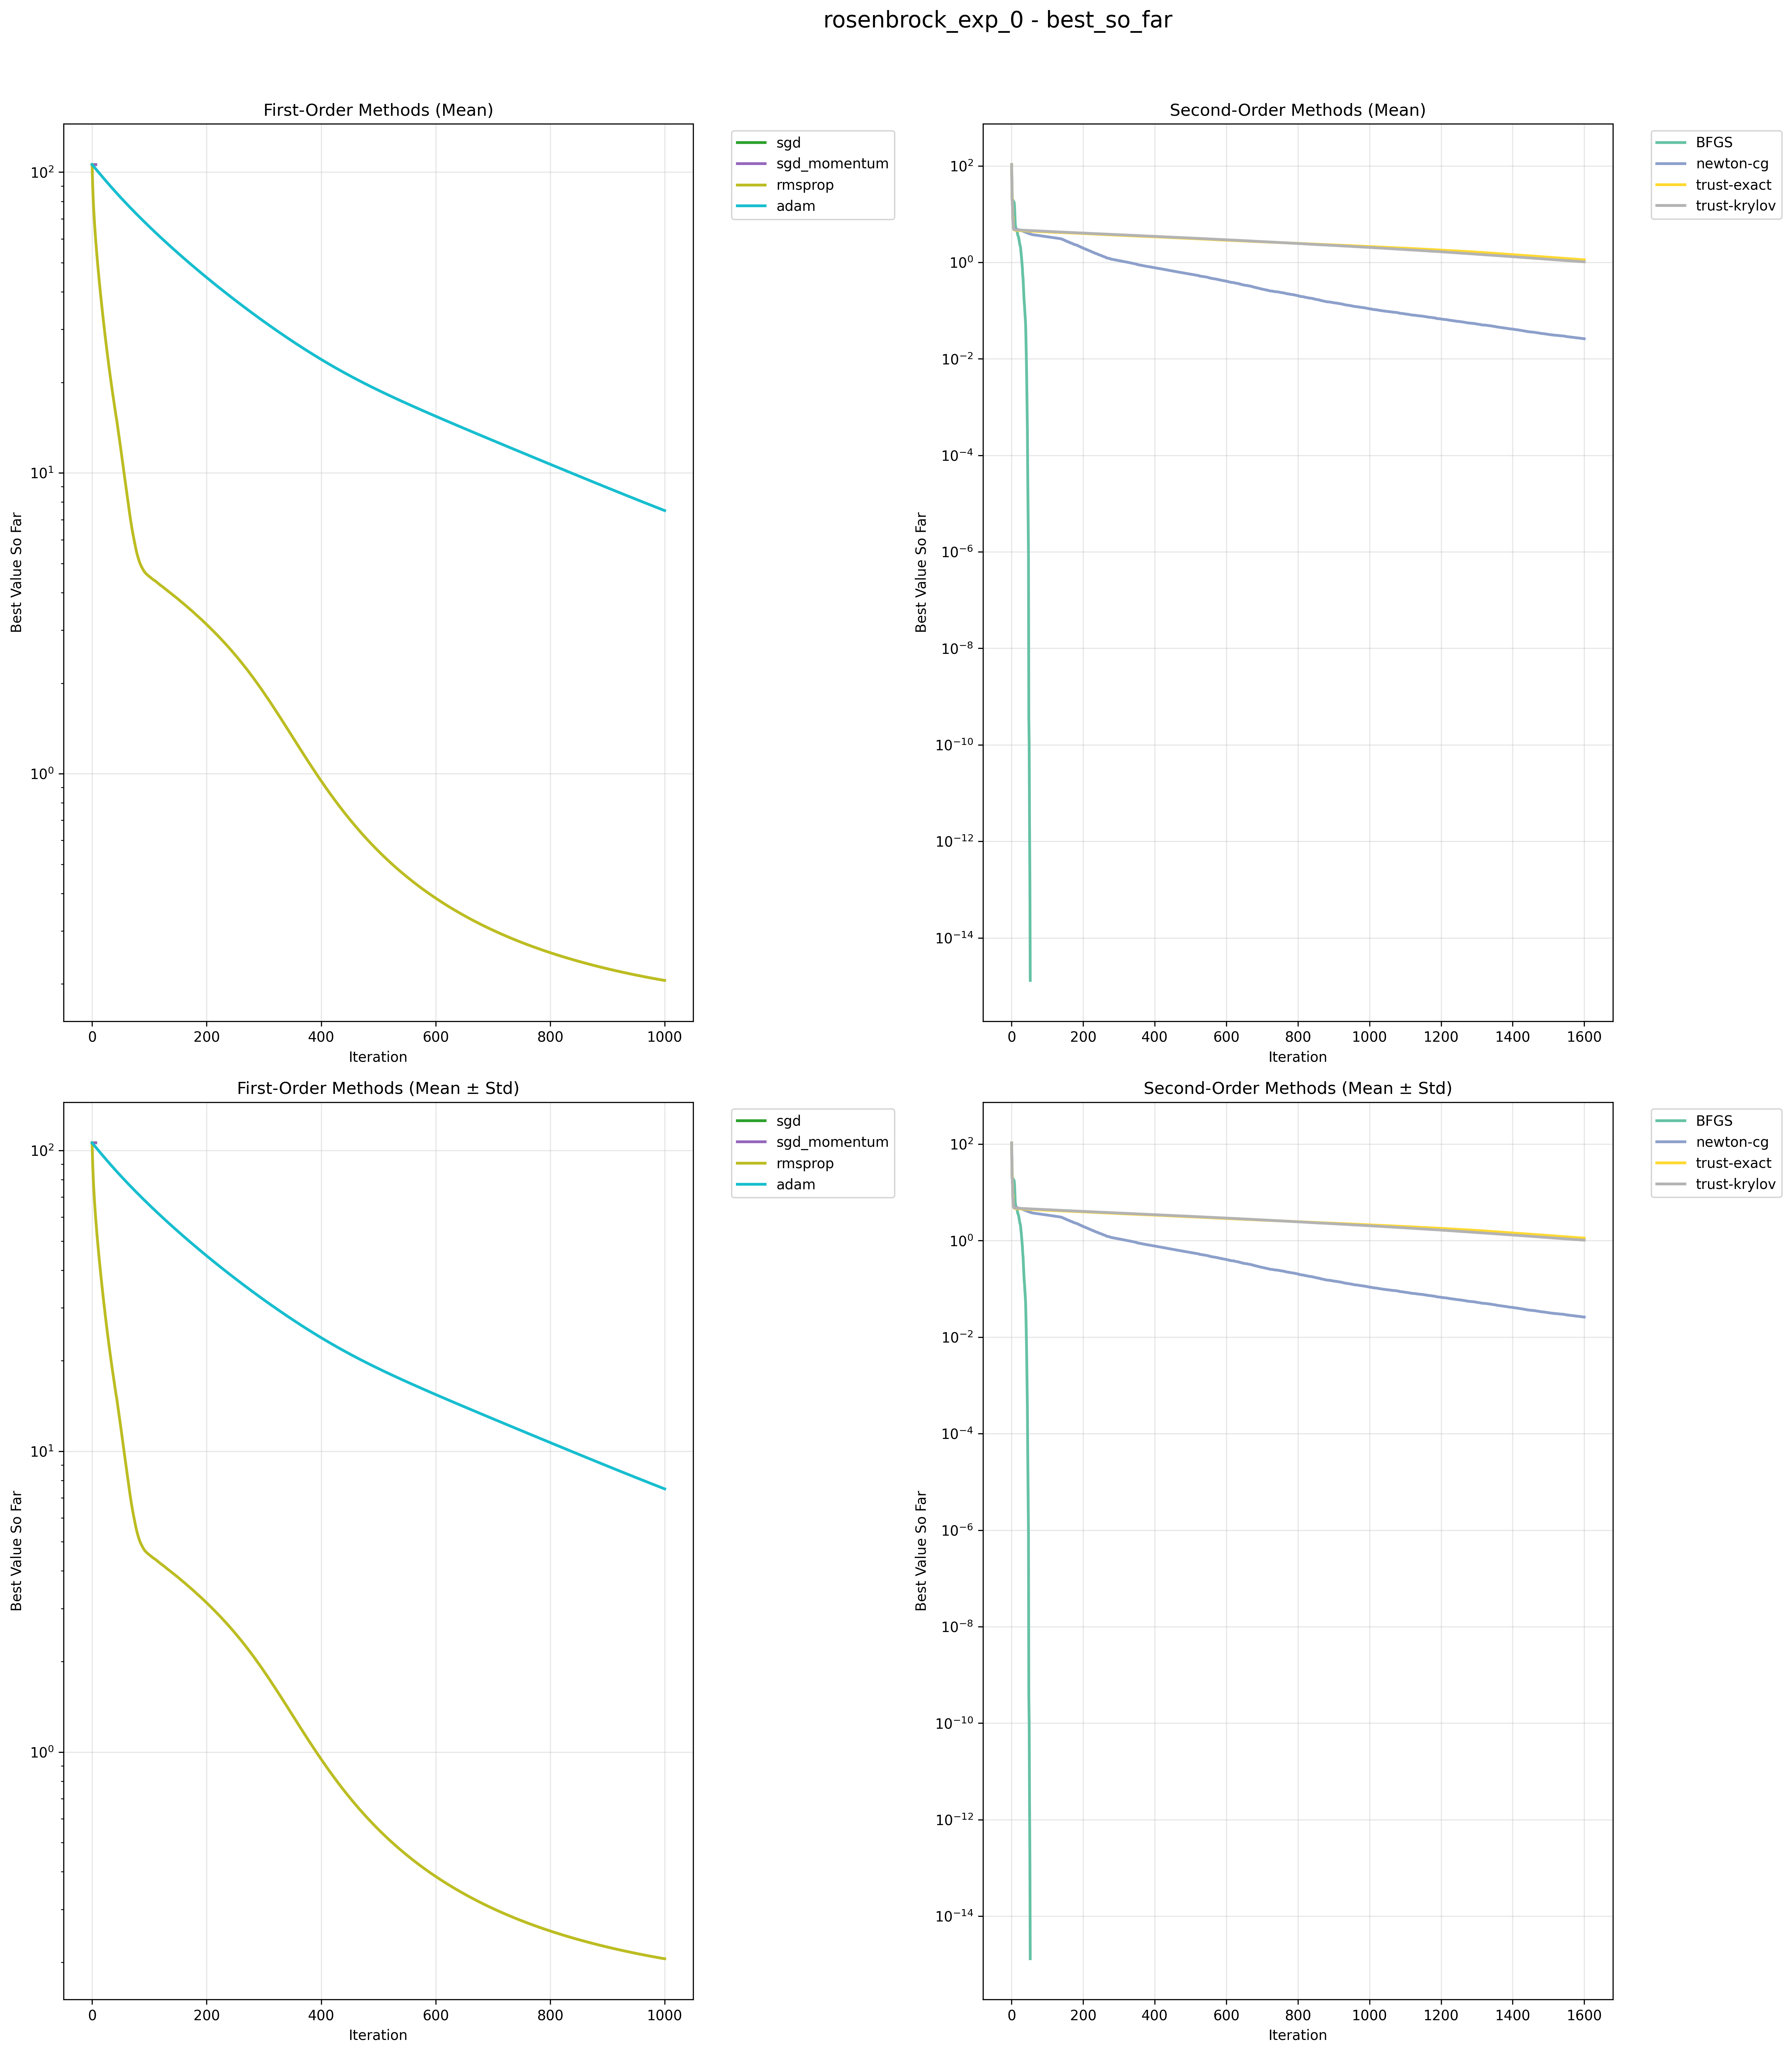 rosenbrock_exp_0 - best_so_far
First-Order Methods (Mean)
Best Value So Far
10²
10¹
10⁰
0 200 400 600 800 1000
Iteration
sgd
sgd_momentum
rmsprop
adam
Second-Order Methods (Mean)
Best Value So Far
10²
10⁰
10⁻²
10⁻⁴
10⁻⁶
10⁻⁸
10⁻¹⁰
10⁻¹²
10⁻¹⁴
0 200 400 600 800 1000 1200 1400 1600
Iteration
BFGS
newton-cg
trust-exact
trust-krylov
First-Order Methods (Mean ± Std)
Best Value So Far
10²
10¹
10⁰
0 200 400 600 800 1000
Iteration
sgd
sgd_momentum
rmsprop
adam
Second-Order Methods (Mean ± Std)
Best Value So Far
10²
10⁰
10⁻²
10⁻⁴
10⁻⁶
10⁻⁸
10⁻¹⁰
10⁻¹²
10⁻¹⁴
0 200 400 600 800 1000 1200 1400 1600
Iteration
BFGS
newton-cg
trust-exact
trust-krylov